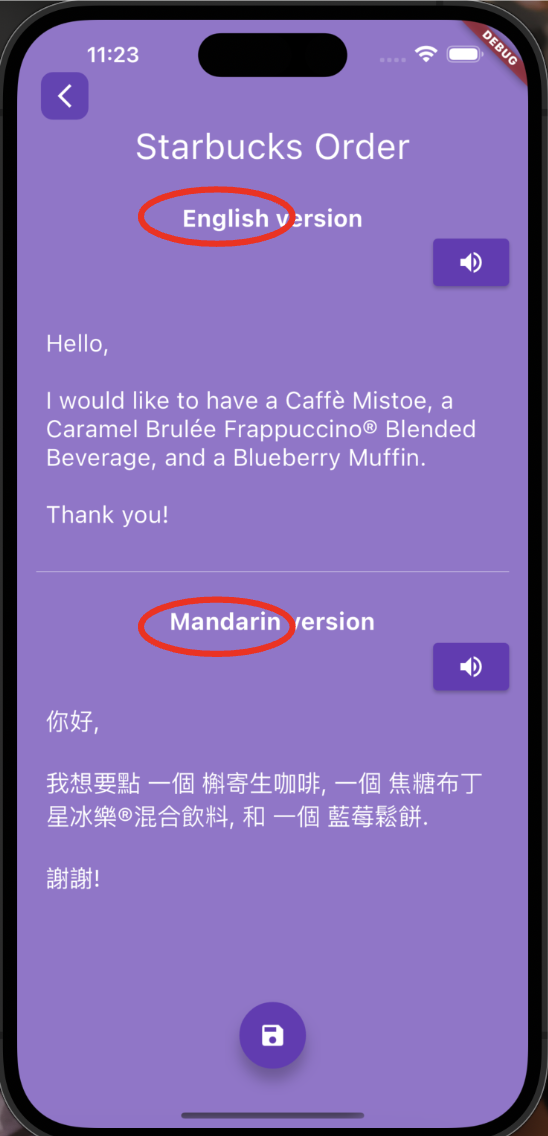 11:23
DEBUG
Starbucks Order
English version
Hello,
I would like to have a Caffè Mistoe, a
Caramel Brulée Frappuccino® Blended
Beverage, and a Blueberry Muffin.
Thank you!
Mandarin version
你好,
我想要點 一個 槲寄生咖啡, 一個 焦糖布丁
星冰樂®混合飲料, 和 一個 藍莓鬆餅.
謝謝!